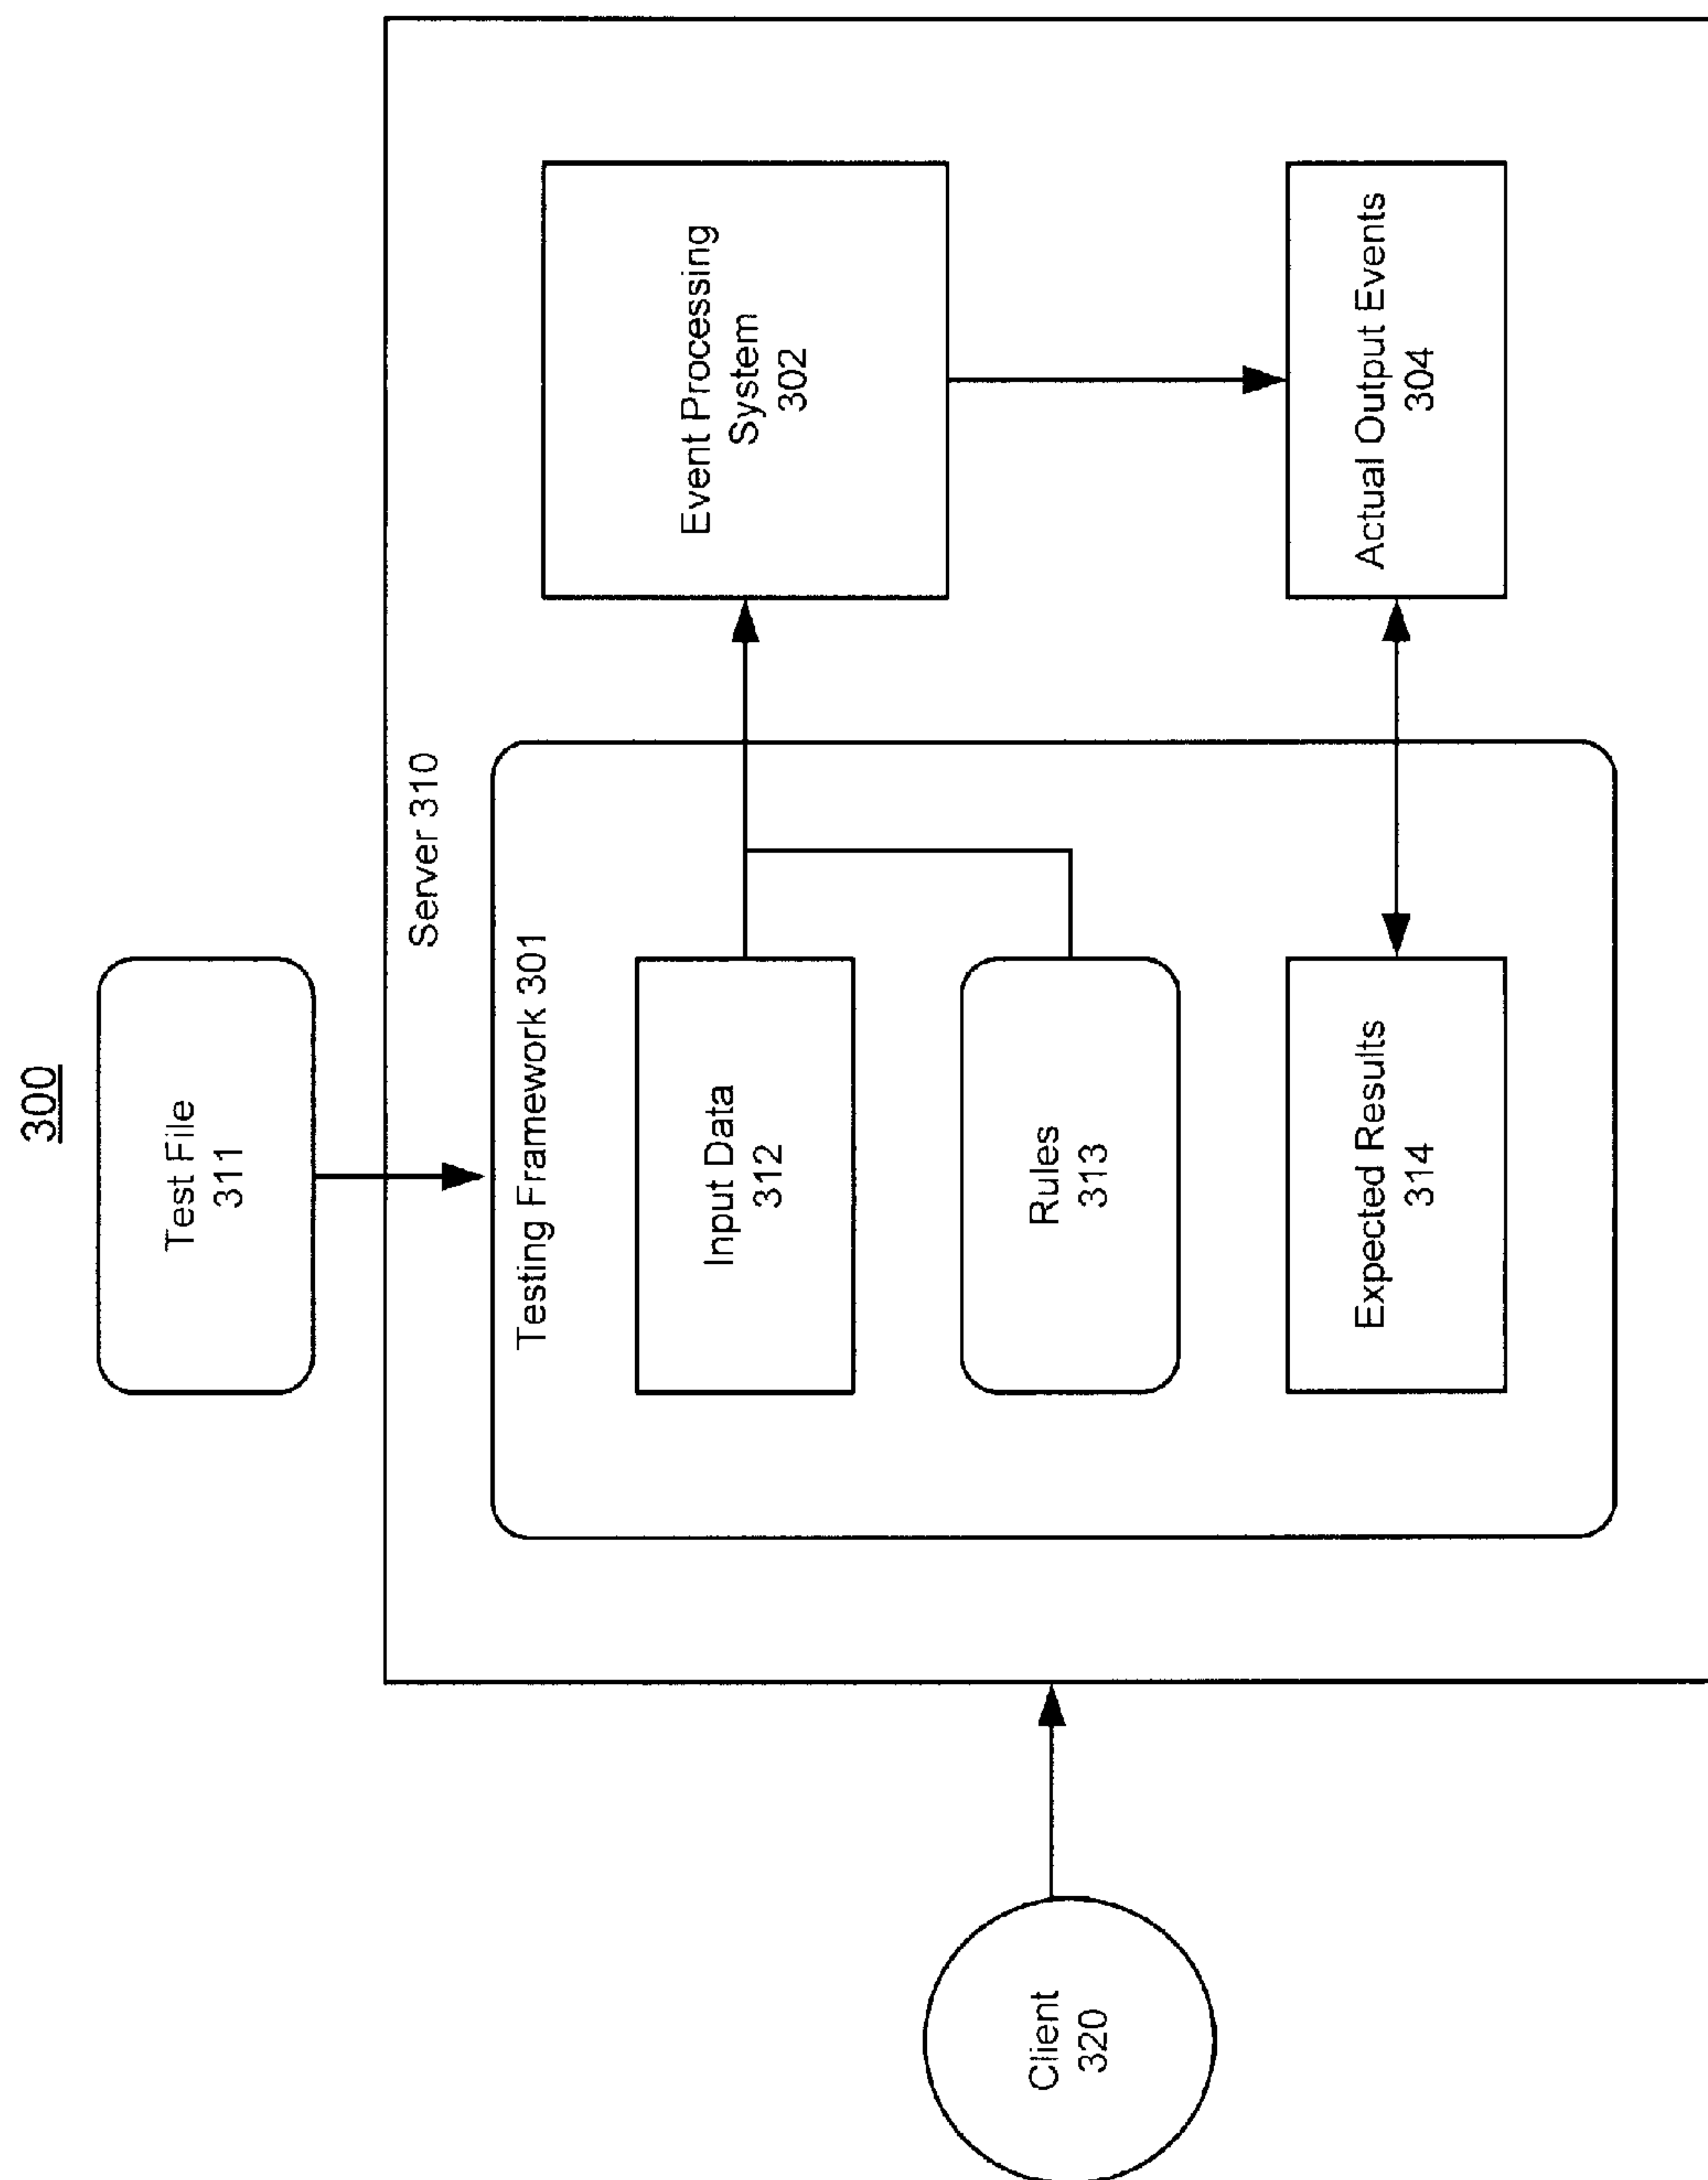 300
Test File
311
Server 310
Testing Framework 301
Input Data
312
Rules
313
Expected Results
314
Event Processing
System
302
Actual Output Events
304
Client
320